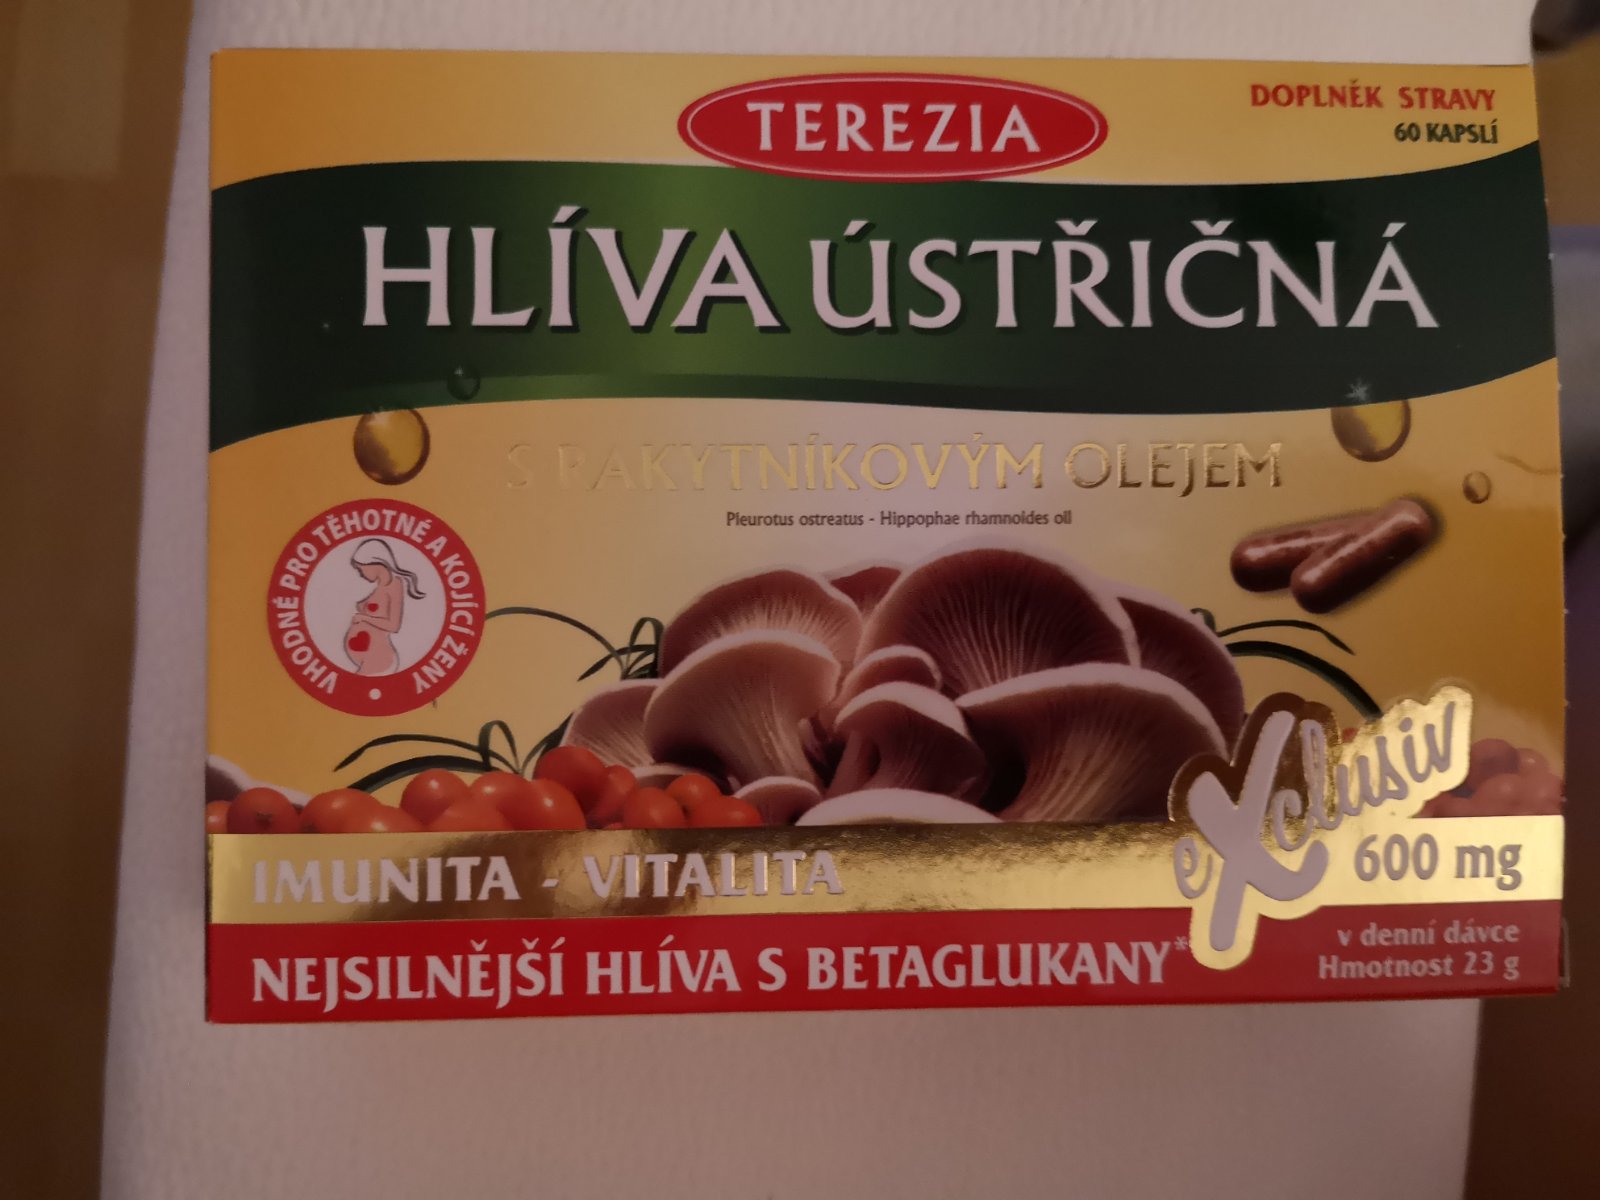 TEREZIA
DOPLNĚK STRAVY
60 KAPSLÍ
HLÍVA ÚSTŘIČNÁ
S RAKYTNÍKOVÝM OLEJEM
Pleurotus ostreatus - Hippophae rhamnoides oil
VHODNÉ PRO TĚHOTNÉ A KOJÍCÍ ŽENY •
eXclusiv
IMUNITA - VITALITA
600 mg
v denní dávce
NEJSILNĚJŠÍ HLÍVA S BETAGLUKANY*
Hmotnost 23 g